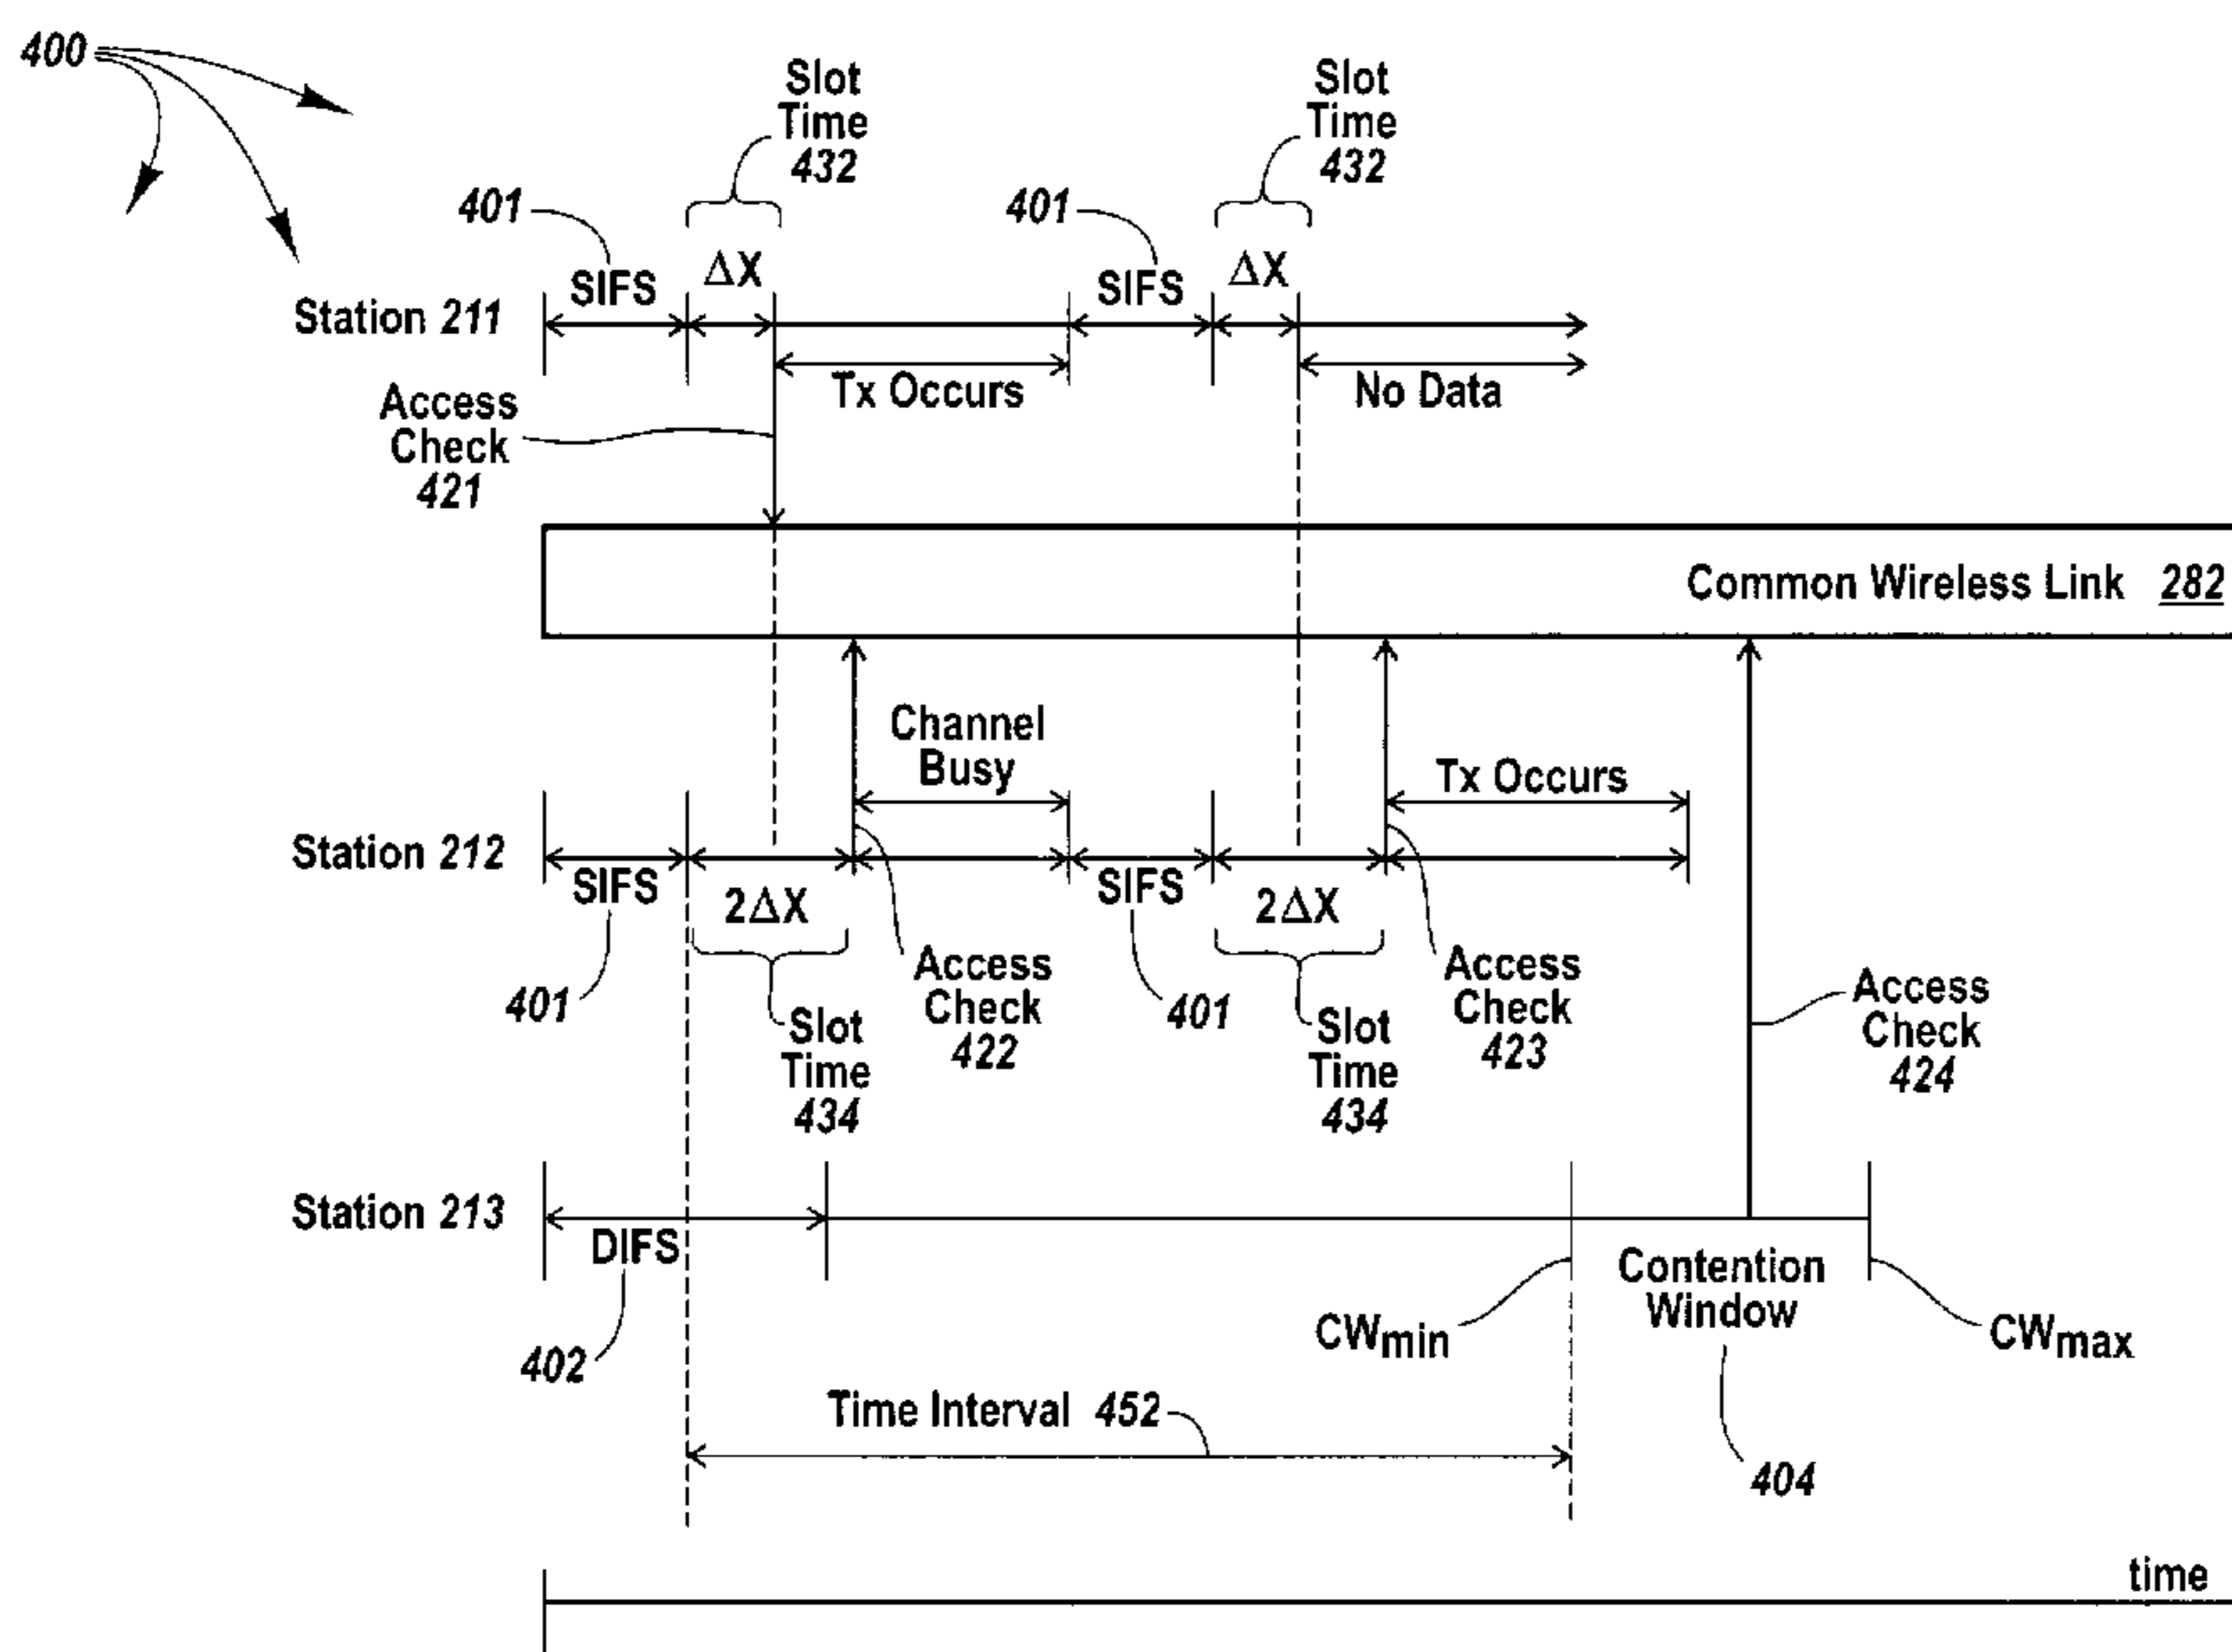 400
Slot
Time
432
Slot
Time
432
401
401
SIFS
ΔX
SIFS
ΔX
Station 211
Tx Occurs
No Data
Access
Check
421
Common Wireless Link 282
Channel
Busy
Tx Occurs
Station 212
SIFS
2ΔX
SIFS
2ΔX
401
Slot
Time
434
Access
Check
422
401
Slot
Time
434
Access
Check
423
Access
Check
424
Station 213
DIFS
402
CWmin
Contention
Window
CWmax
404
Time Interval 452
time